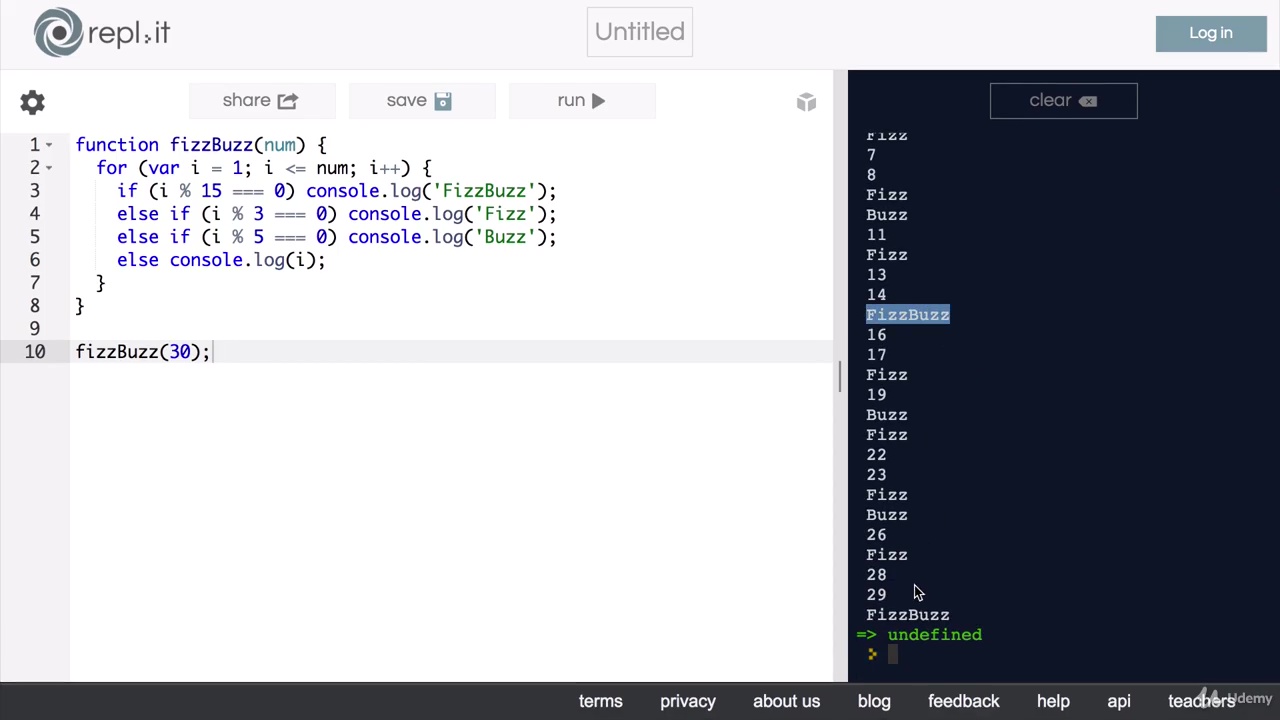 repl.it
Untitled
Log in
share
save
run
clear
1 function fizzBuzz(num) {
2 for (var i = 1; i <= num; i++) {
3 if (i % 15 === 0) console.log('FizzBuzz');
4 else if (i % 3 === 0) console.log('Fizz');
5 else if (i % 5 === 0) console.log('Buzz');
6 else console.log(i);
7 }
8 }
9
10 fizzBuzz(30);
Fizz
7
8
Fizz
Buzz
11
Fizz
13
14
FizzBuzz
16
17
Fizz
19
Buzz
Fizz
22
23
Fizz
Buzz
26
Fizz
28
29
FizzBuzz
=> undefined
terms privacy about us blog feedback help api teachers
Udemy